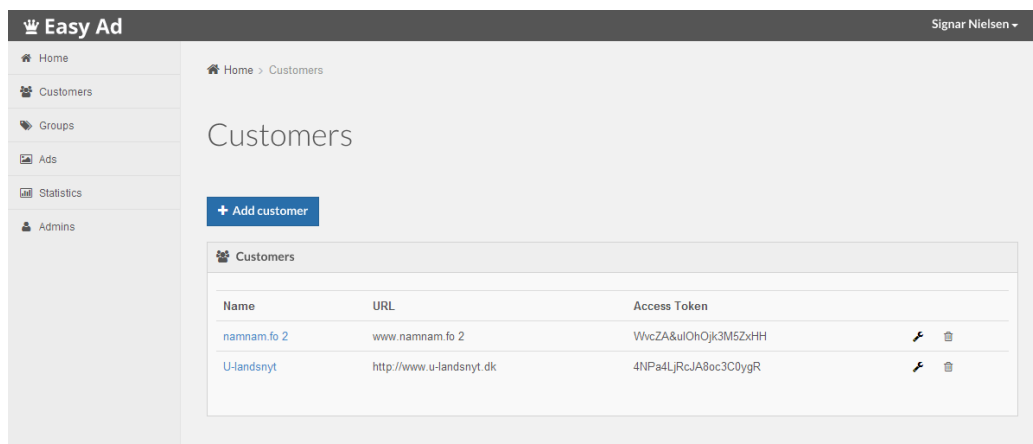 Easy Ad
Signar Nielsen
Home
Customers
Groups
Ads
Statistics
Admins
Home > Customers
Customers
+ Add customer
Customers
Name URL Access Token
namnam.fo 2 www.namnam.fo 2 WvcZA&ulOhOjk3M5ZxHH
U-landsnyt http://www.u-landsnyt.dk 4NPa4LjRcJA8oc3C0ygR